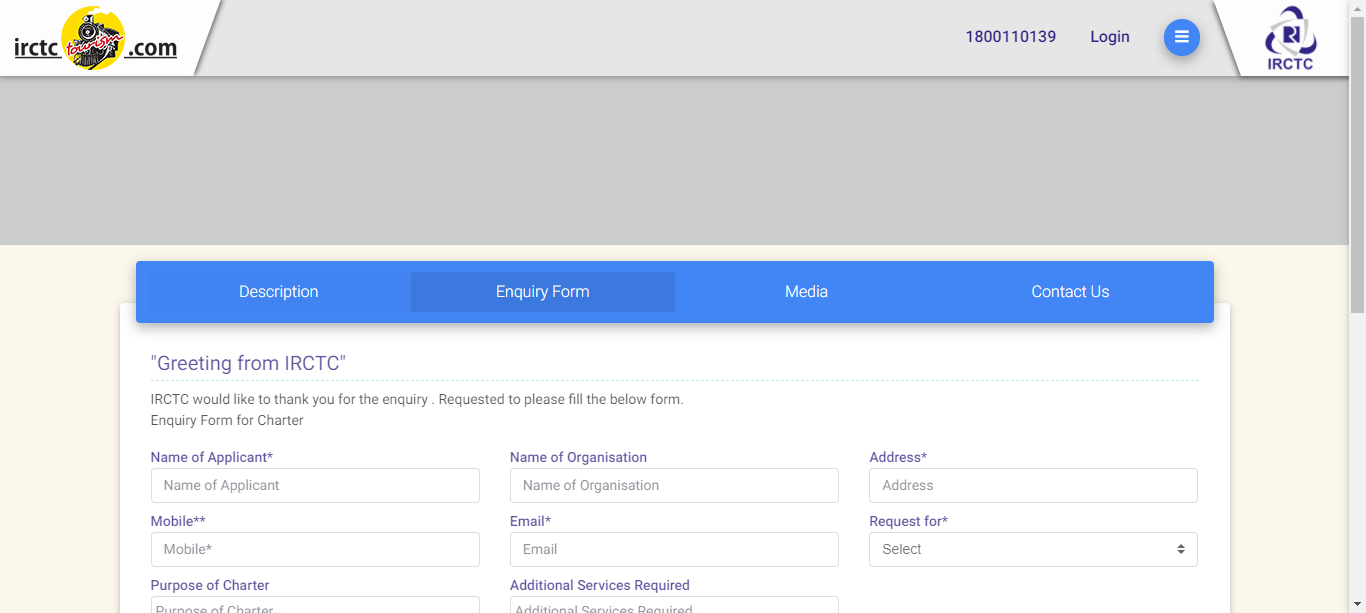 irctc tourism .com
1800110139 Login
IRCTC
Description Enquiry Form Media Contact Us
"Greeting from IRCTC"
IRCTC would like to thank you for the enquiry . Requested to please fill the below form.
Enquiry Form for Charter
Name of Applicant* Name of Organisation Address*
Name of Applicant Name of Organisation Address
Mobile** Email* Request for*
Mobile* Email Select
Purpose of Charter Additional Services Required
Purpose of Charter Additional Services Required